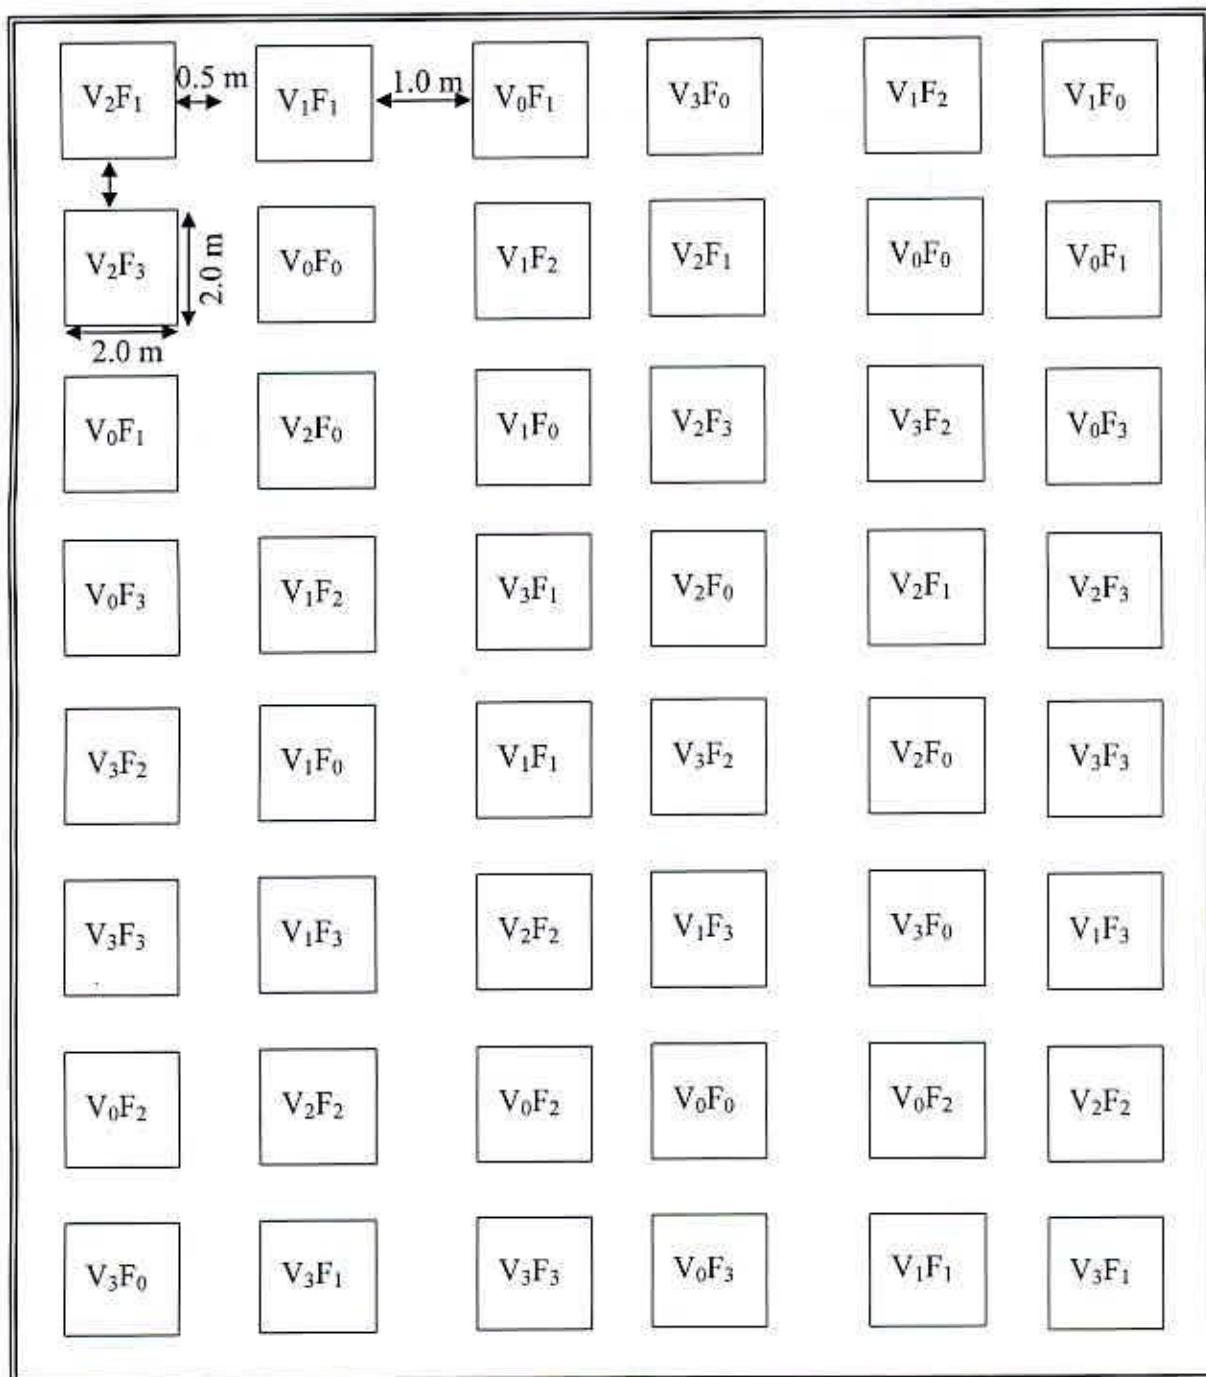 V₂F₁ 0.5 m V₁F₁ 1.0 m V₀F₁ V₃F₀ V₁F₂ V₁F₀
V₂F₃ 2.0 m V₀F₀ V₁F₂ V₂F₁ V₀F₀ V₀F₁
2.0 m
V₀F₁ V₂F₀ V₁F₀ V₂F₃ V₃F₂ V₀F₃
V₀F₃ V₁F₂ V₃F₁ V₂F₀ V₂F₁ V₂F₃
V₃F₂ V₁F₀ V₁F₁ V₃F₂ V₂F₀ V₃F₃
V₃F₃ V₁F₃ V₂F₂ V₁F₃ V₃F₀ V₁F₃
V₀F₂ V₂F₂ V₀F₂ V₀F₀ V₀F₂ V₂F₂
V₃F₀ V₃F₁ V₃F₃ V₀F₃ V₁F₁ V₃F₁